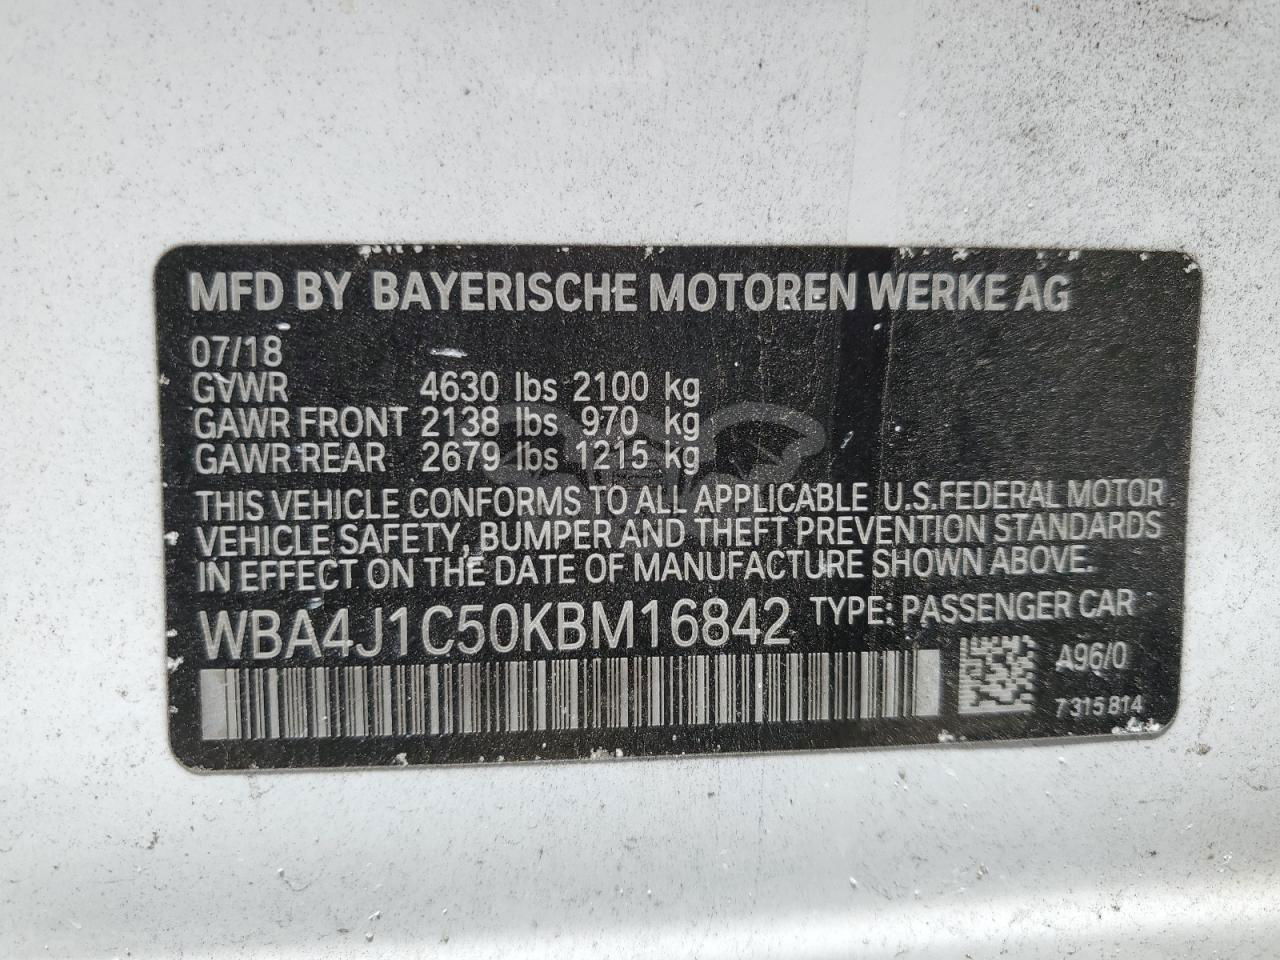 MFD BY BAYERISCHE MOTOREN WERKE AG
07/18
GVWR 4630 lbs 2100 kg
GAWR FRONT 2138 lbs 970 kg
GAWR REAR 2679 lbs 1215 kg
THIS VEHICLE CONFORMS TO ALL APPLICABLE U.S.FEDERAL MOTOR
VEHICLE SAFETY, BUMPER AND THEFT PREVENTION STANDARDS
IN EFFECT ON THE DATE OF MANUFACTURE SHOWN ABOVE.
WBA4J1C50KBM16842 TYPE: PASSENGER CAR
A96/0
7 315 814